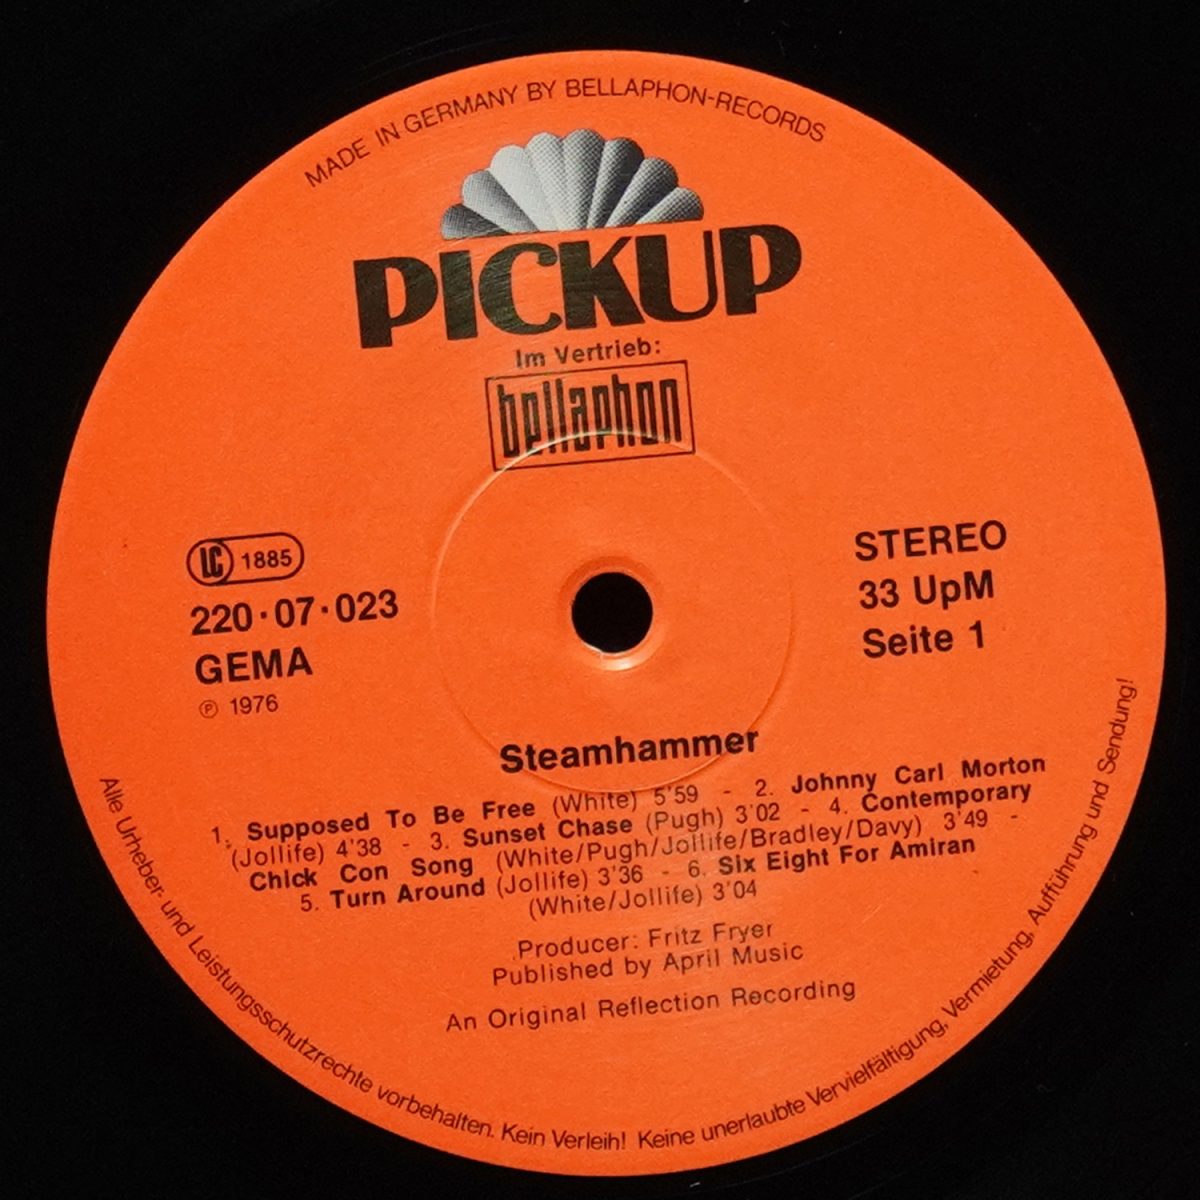 MADE IN GERMANY BY BELLAPHON-RECORDS
PICKUP
Im Vertrieb:
bellaphon
LC 1885
220·07·023
GEMA
℗ 1976
STEREO
33 UpM
Seite 1
Steamhammer
1. Supposed To Be Free (White) 5'59 - 2. Johnny Carl Morton
(Jollife) 4'38 - 3. Sunset Chase (Pugh) 3'02 - 4. Contemporary
Chick Con Song (White/Pugh/Jollife/Bradley/Davy) 3'49 -
5. Turn Around (Jollife) 3'36 - 6. Six Eight For Amiran
(White/Jollife) 3'04
Producer: Fritz Fryer
Published by April Music
An Original Reflection Recording
Alle Urheber- und Leistungsschutzrechte vorbehalten. Kein Verleih! Keine unerlaubte Vervielfältigung, Vermietung, Aufführung und Sendung!